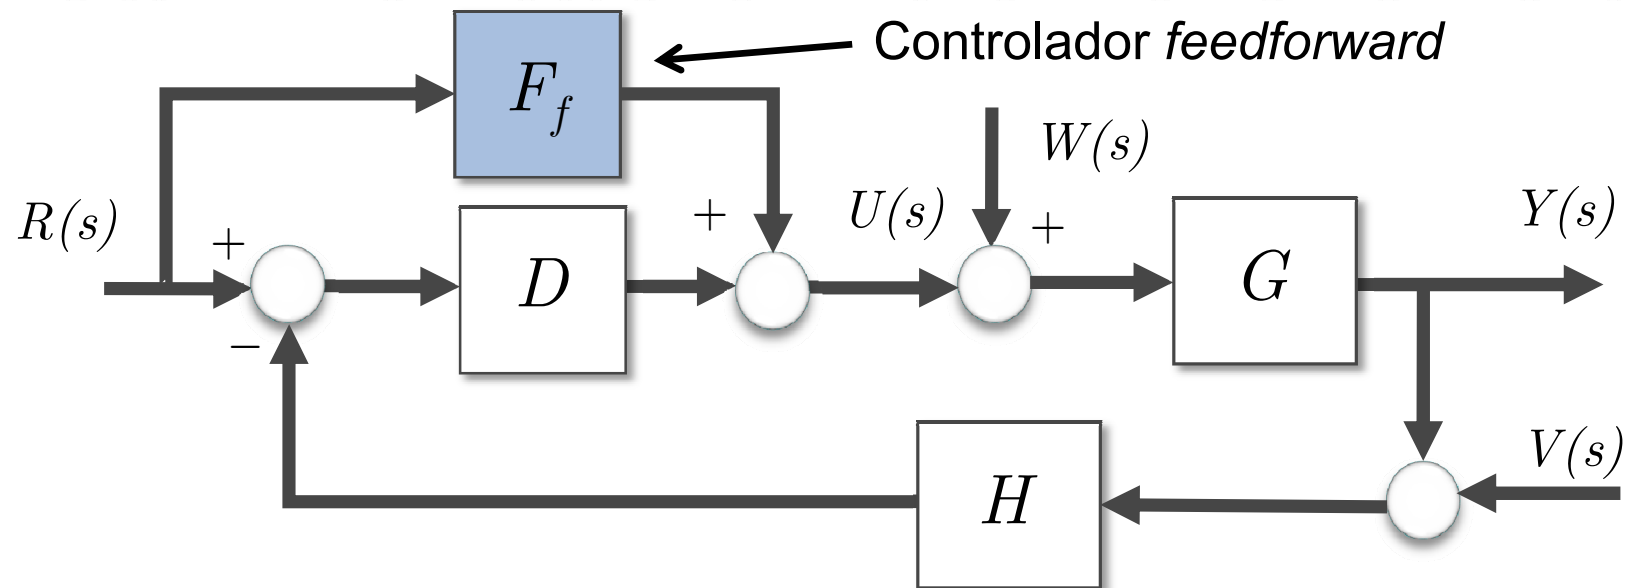 Controlador feedforward
F_f
W(s)
R(s)
+
D
+
U(s)
+
G
Y(s)
−
H
V(s)